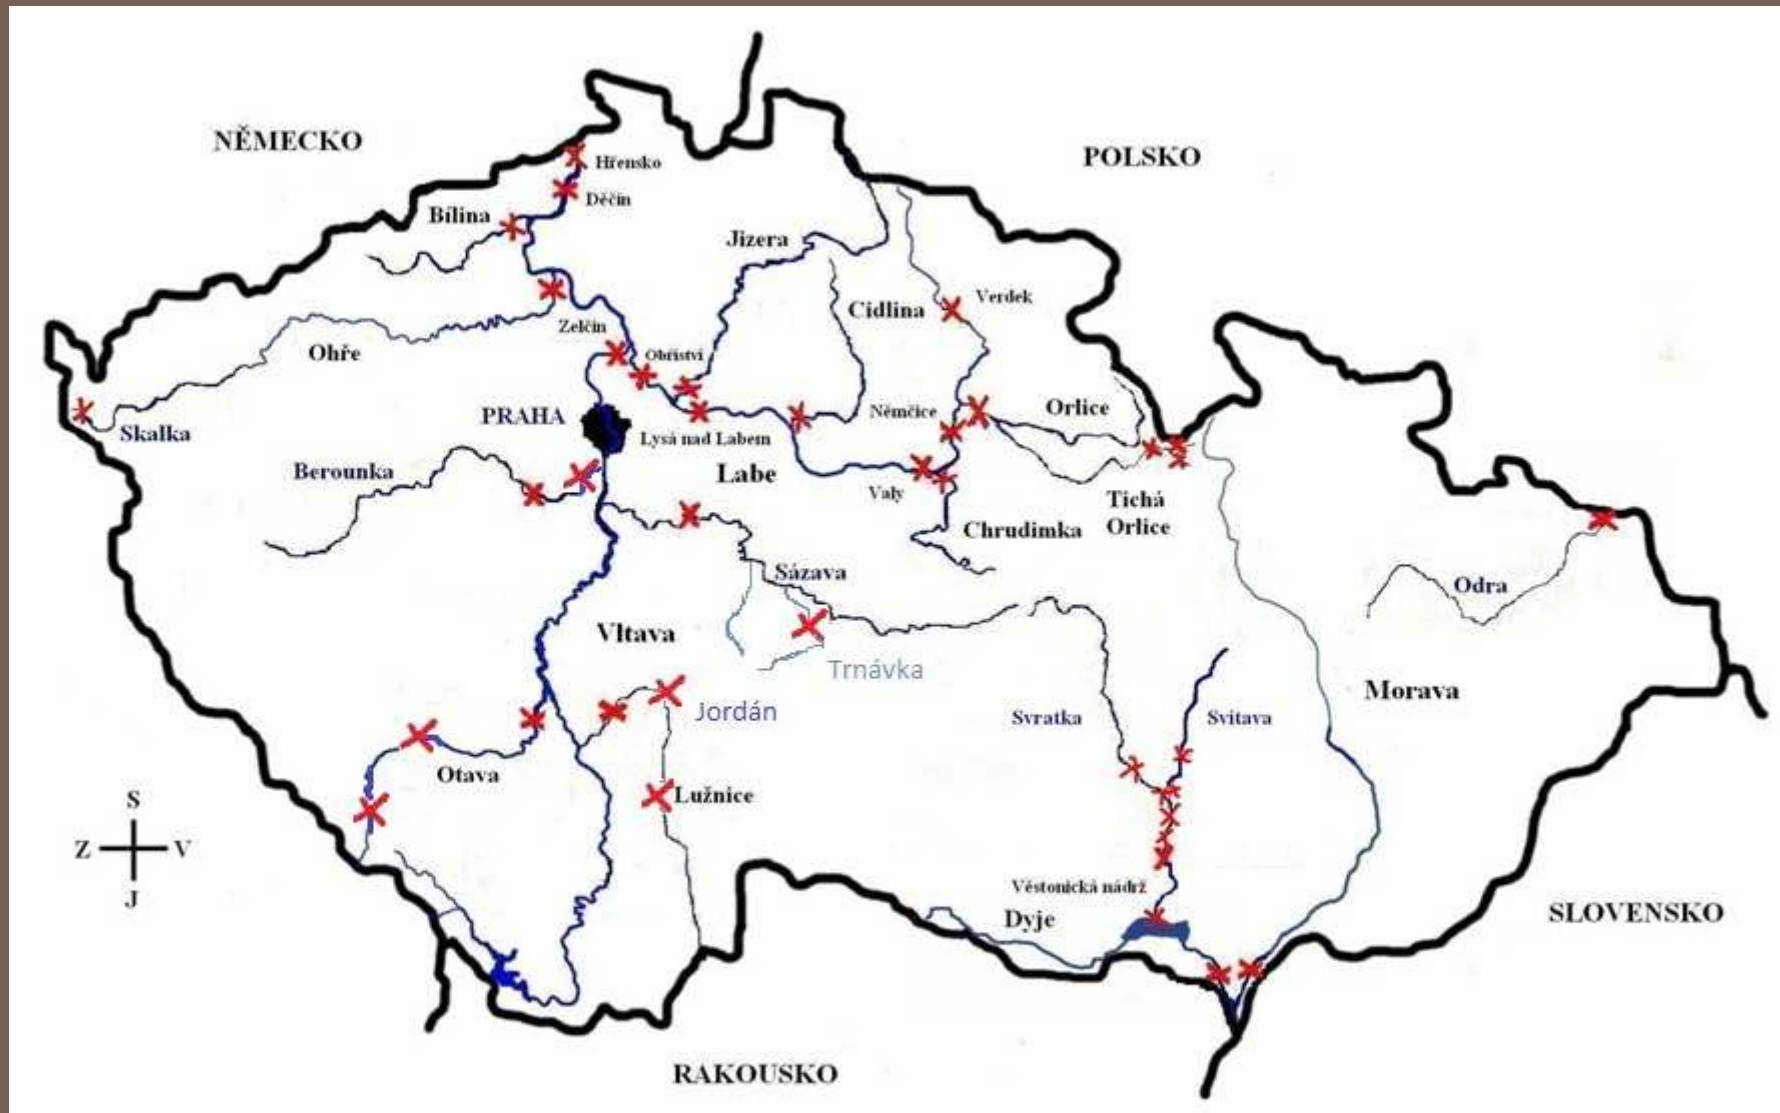 NĚMECKO
POLSKO
Hřensko
Děčín
Bílina
Jizera
Cidlina
Verdek
Zelčín
Ohře
Obříství
PRAHA
Skalka
Němčice
Orlice
Lysá nad Labem
Berounka
Labe
Valy
Tichá
Orlice
Chrudimka
Sázava
Odra
Vltava
Trnávka
Morava
Jordán
Svratka
Svitava
Otava
Lužnice
S
Z
V
J
Věstonická nádrž
Dyje
SLOVENSKO
RAKOUSKO